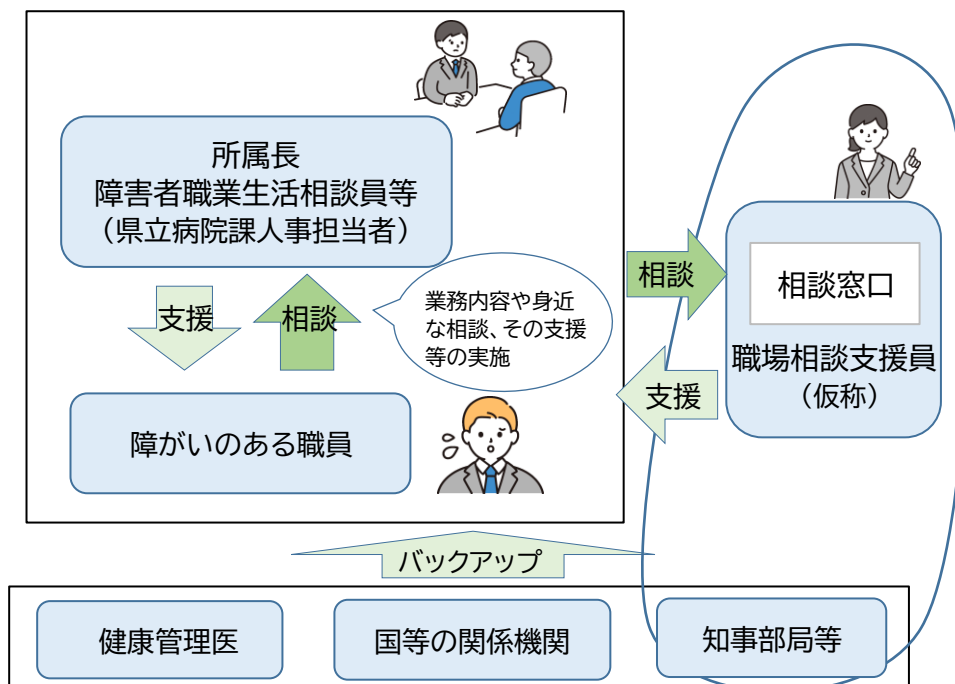 所属長
障害者職業生活相談員等
（県立病院課人事担当者）
支援
相談
業務内容や身近
な相談、その支援
等の実施
障がいのある職員
相談
支援
相談窓口
職場相談支援員
（仮称）
バックアップ
健康管理医
国等の関係機関
知事部局等